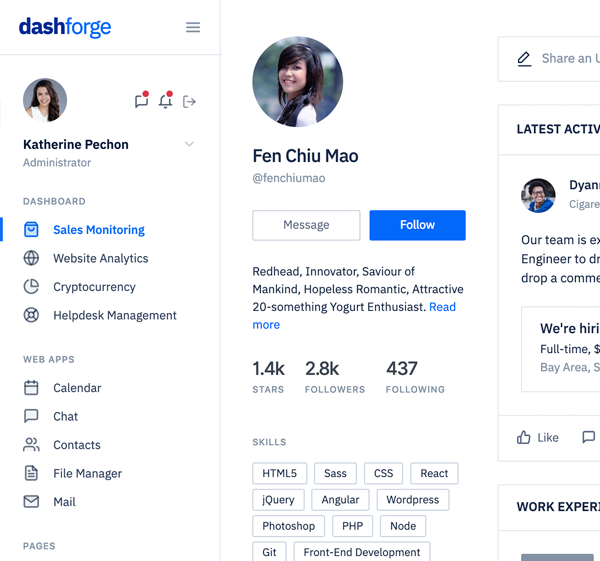 dashforge
Katherine Pechon
Administrator
DASHBOARD
Sales Monitoring
Website Analytics
Cryptocurrency
Helpdesk Management
WEB APPS
Calendar
Chat
Contacts
File Manager
Mail
PAGES
Fen Chiu Mao
@fenchiumao
Message
Follow
Redhead, Innovator, Saviour of
Mankind, Hopeless Romantic, Attractive
20-something Yogurt Enthusiast. Read
more
1.4k 2.8k 437
STARS FOLLOWERS FOLLOWING
SKILLS
HTML5 Sass CSS React
jQuery Angular Wordpress
Photoshop PHP Node
Git Front-End Development
Share an U
LATEST ACTIV
Dyann
Cigare
Our team is ex
Engineer to dr
drop a comme
We're hiri
Full-time, $
Bay Area, S
Like
WORK EXPERI